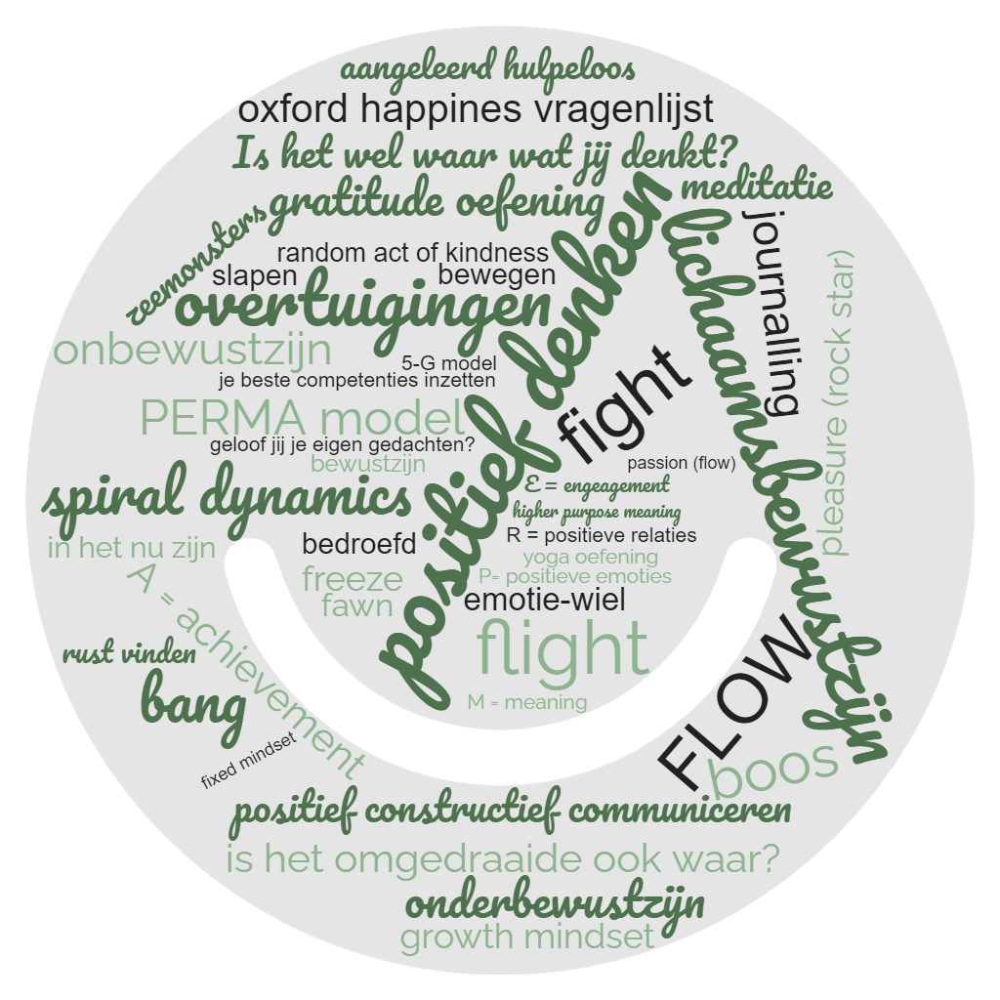 aangeleerd hulpeloos
oxford happines vragenlijst
Is het wel waar wat jij denkt?
gratitude oefening
meditatie
zeemonsters
random act of kindness
slapen
bewegen
overtuigingen
positief denken
lichaamsbewustzijn
journalling
pleasure (rock star)
onbewustzijn
5-G model
je beste competenties inzetten
fight
PERMA model
geloof jij je eigen gedachten?
bewustzijn
passion (flow)
spiral dynamics
E = engeagement
higher purpose meaning
R = positieve relaties
in het nu zijn
bedroefd
yoga oefening
freeze
P= positieve emoties
fawn
emotie-wiel
A = achievement
flight
rust vinden
bang
M = meaning
FLOW
fixed mindset
boos
positief constructief communiceren
is het omgedraaide ook waar?
onderbewustzijn
growth mindset